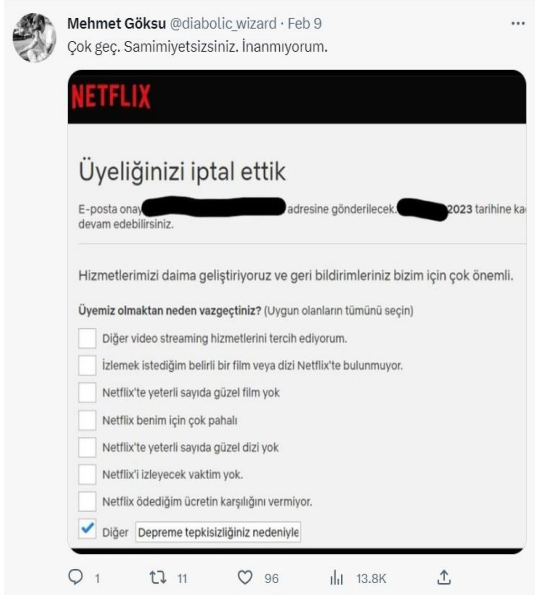 Mehmet Göksu @diabolic_wizard · Feb 9
Çok geç. Samimiyetsizsiniz. İnanmıyorum.
NETFLIX
Üyeliğinizi iptal ettik
E-posta onay adresine gönderilecek. 2023 tarihine ka
devam edebilirsiniz.
Hizmetlerimizi daima geliştiriyoruz ve geri bildirimleriniz bizim için çok önemli.
Üyemiz olmaktan neden vazgeçtiniz? (Uygun olanların tümünü seçin)
Diğer video streaming hizmetlerini tercih ediyorum.
İzlemek istediğim belirli bir film veya dizi Netflix'te bulunmuyor.
Netflix'te yeterli sayıda güzel film yok
Netflix benim için çok pahalı
Netflix'te yeterli sayıda güzel dizi yok
Netflix'i izleyecek vaktim yok.
Netflix ödediğim ücretin karşılığını vermiyor.
Diğer Depreme tepkisizliğiniz nedeniyle
1 11 96 13.8K